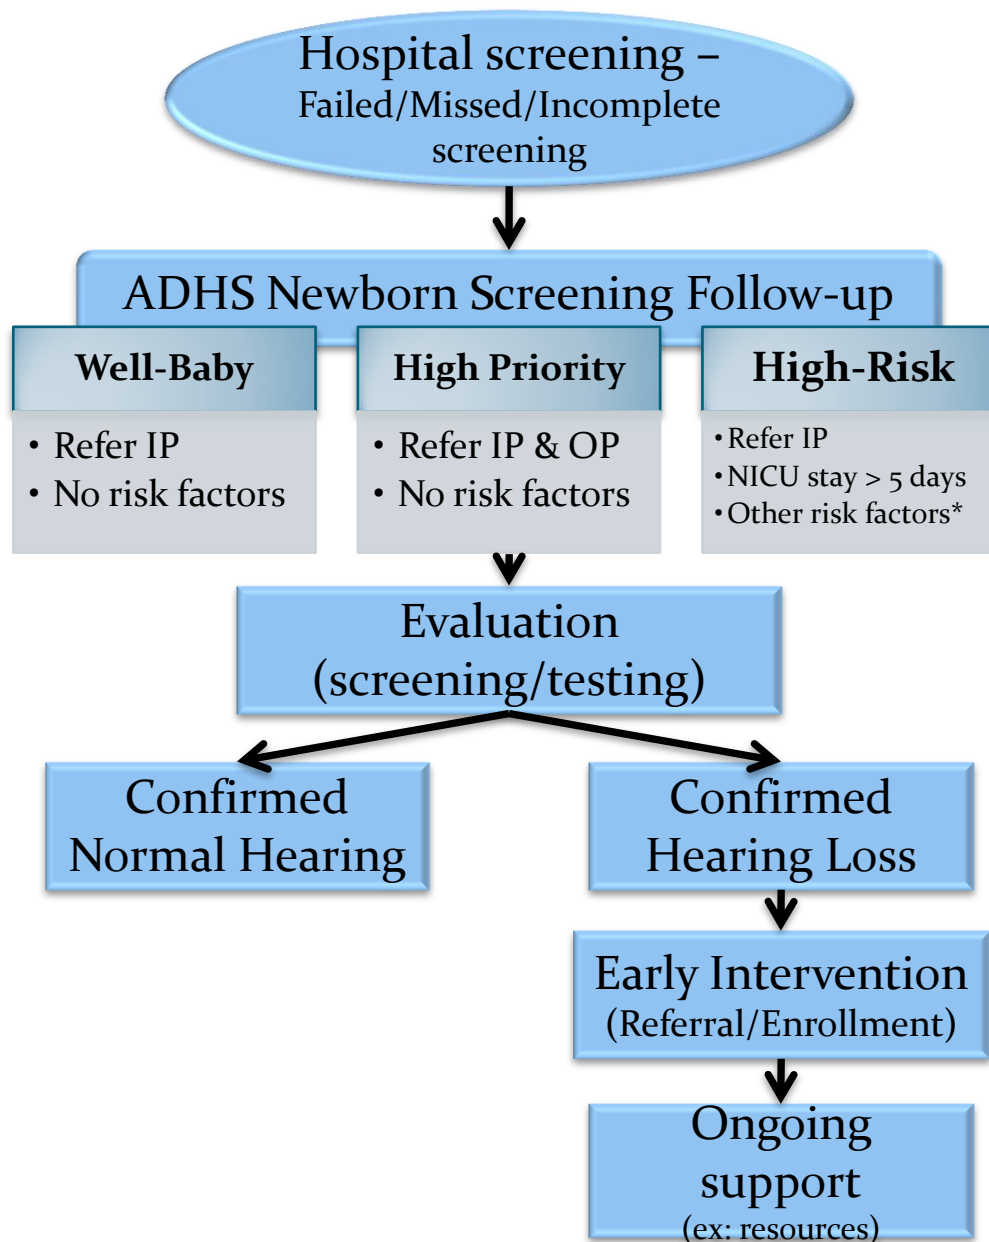 Hospital screening –
Failed/Missed/Incomplete
screening
ADHS Newborn Screening Follow-up
Well-Baby
• Refer IP
• No risk factors
High Priority
• Refer IP & OP
• No risk factors
High-Risk
• Refer IP
• NICU stay > 5 days
• Other risk factors*
Evaluation
(screening/testing)
Confirmed
Normal Hearing
Confirmed
Hearing Loss
Early Intervention
(Referral/Enrollment)
Ongoing
support
(ex: resources)